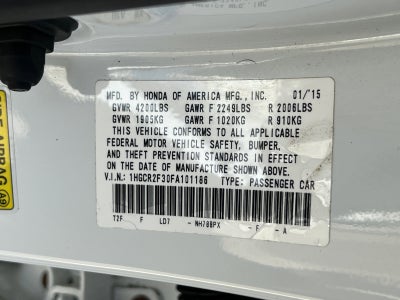 MFD. BY HONDA OF AMERICA MFG., INC. 01/15
GVWR 4200LBS GAWR F 2249LBS R 2006LBS
GVWR 1905KG GAWR F 1020KG R 910KG
THIS VEHICLE CONFORMS TO ALL APPLICABLE
FEDERAL MOTOR VEHICLE SAFETY, BUMPER,
AND THEFT PREVENTION STANDARDS IN EFFECT
ON THE DATE OF MANUFACTURE SHOWN ABOVE.
V.I.N.: 1HGCR2F30FA101186 TYPE: PASSENGER CAR
T2F F LD7 - NH788PX - F - A
AIRBAG
A9